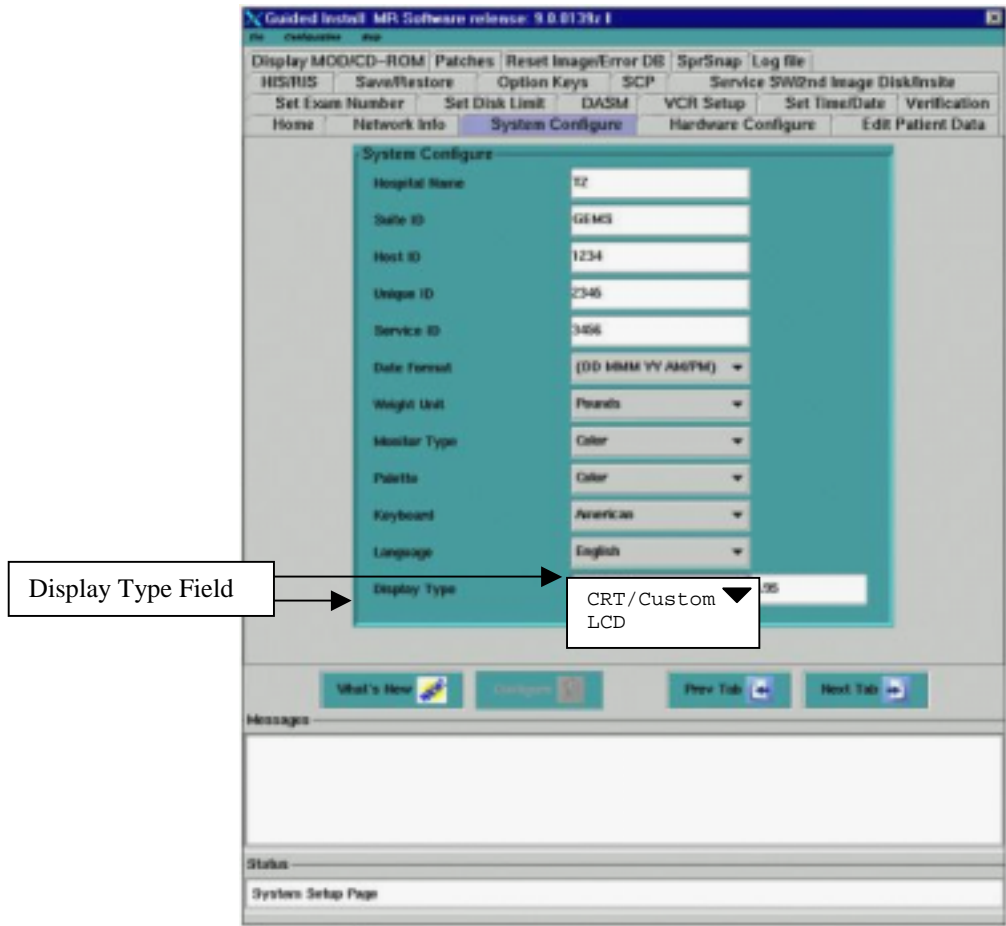 Guided Install MR Software release: 9.0.0139z I
File Configuration Help
Display MOD/CD-ROM Patches Reset Image/Error DB SprSnap Log file
HIS/RIS Save/Restore Option Keys SCP Service SW/2nd Image Disk/Insite
Set Exam Number Set Disk Limit DASM VCR Setup Set Time/Date Verification
Home Network Info System Configure Hardware Configure Edit Patient Data
System Configure
Hospital Name
Suite ID GEMS
Host ID 1234
Unique ID 2346
Service ID
Date Format (DD MMM YY AM/PM)
Weight Unit Pounds
Monitor Type Color
Palette Color
Keyboard American
Language English
Display Type Field
Display Type CRT/Custom
LCD
What's New Configure Prev Tab Next Tab
Messages
Status
System Setup Page